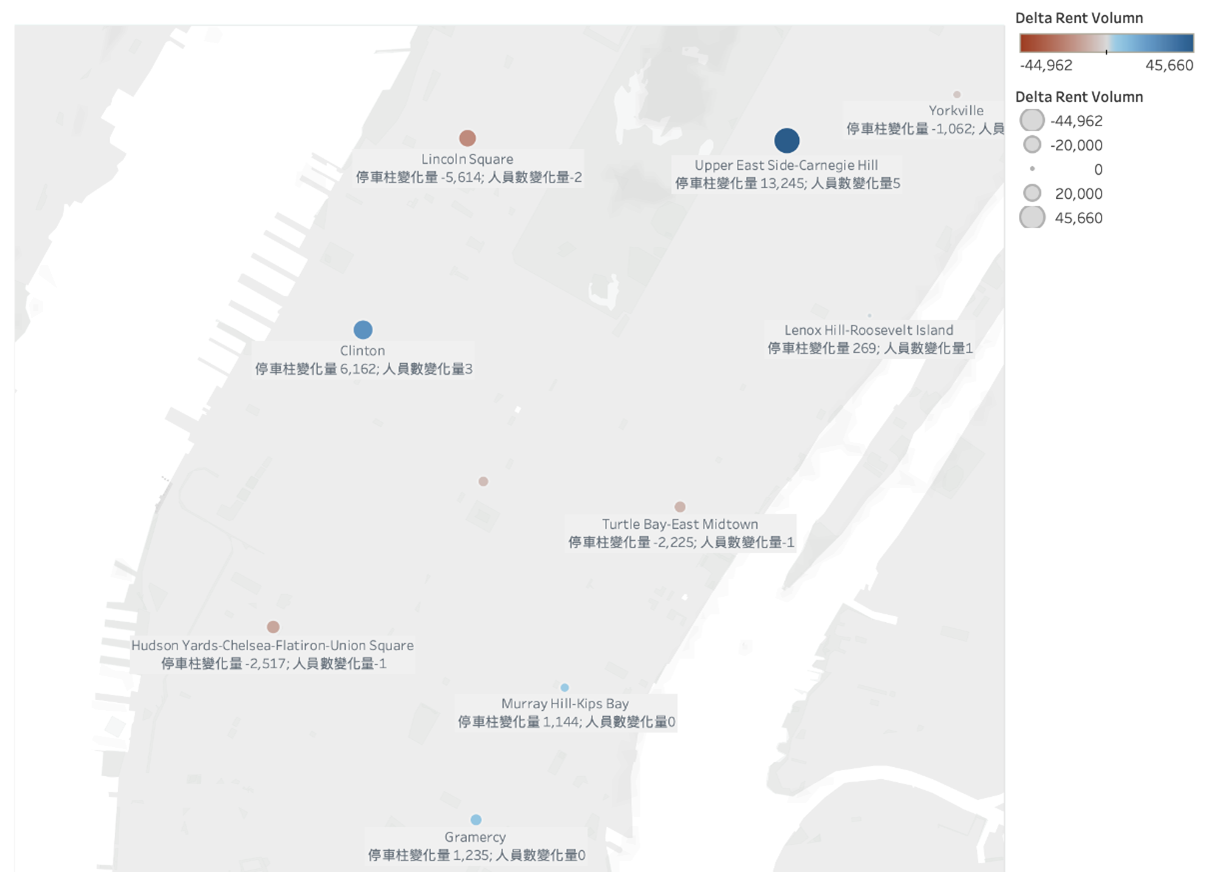 Delta Rent Volumn
-44,962 45,660
Delta Rent Volumn
-44,962
-20,000
0
20,000
45,660
Yorkville
停車柱變化量 -1,062; 人員
Lincoln Square
停車柱變化量 -5,614; 人員數變化量-2
Upper East Side-Carnegie Hill
停車柱變化量 13,245; 人員數變化量5
Lenox Hill-Roosevelt Island
停車柱變化量 269; 人員數變化量1
Clinton
停車柱變化量 6,162; 人員數變化量3
Turtle Bay-East Midtown
停車柱變化量 -2,225; 人員數變化量-1
Hudson Yards-Chelsea-Flatiron-Union Square
停車柱變化量 -2,517; 人員數變化量-1
Murray Hill-Kips Bay
停車柱變化量 1,144; 人員數變化量0
Gramercy
停車柱變化量 1,235; 人員數變化量0